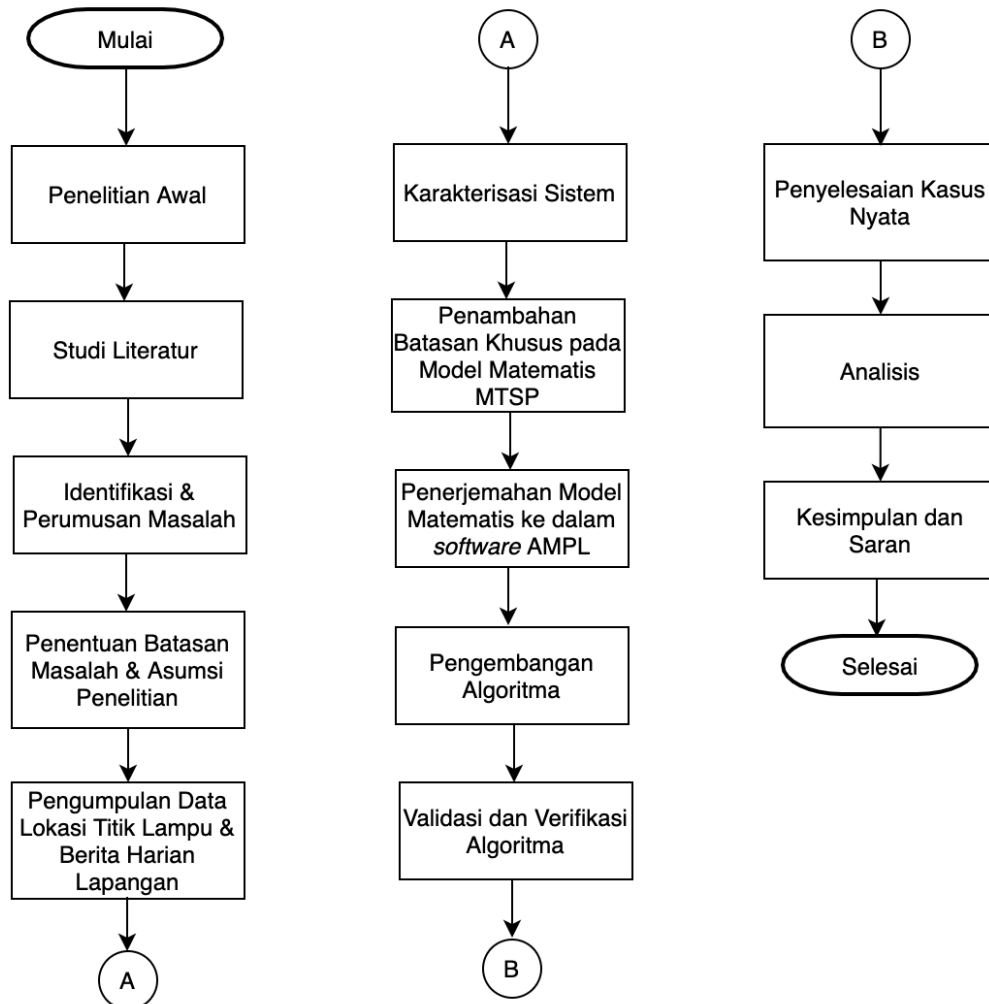 Mulai
Penelitian Awal
Studi Literatur
Identifikasi &
Perumusan Masalah
Penentuan Batasan
Masalah & Asumsi
Penelitian
Pengumpulan Data
Lokasi Titik Lampu &
Berita Harian
Lapangan
A
A
Karakterisasi Sistem
Penambahan
Batasan Khusus pada
Model Matematis
MTSP
Penerjemahan Model
Matematis ke dalam
software AMPL
Pengembangan
Algoritma
Validasi dan Verifikasi
Algoritma
B
B
Penyelesaian Kasus
Nyata
Analisis
Kesimpulan dan
Saran
Selesai